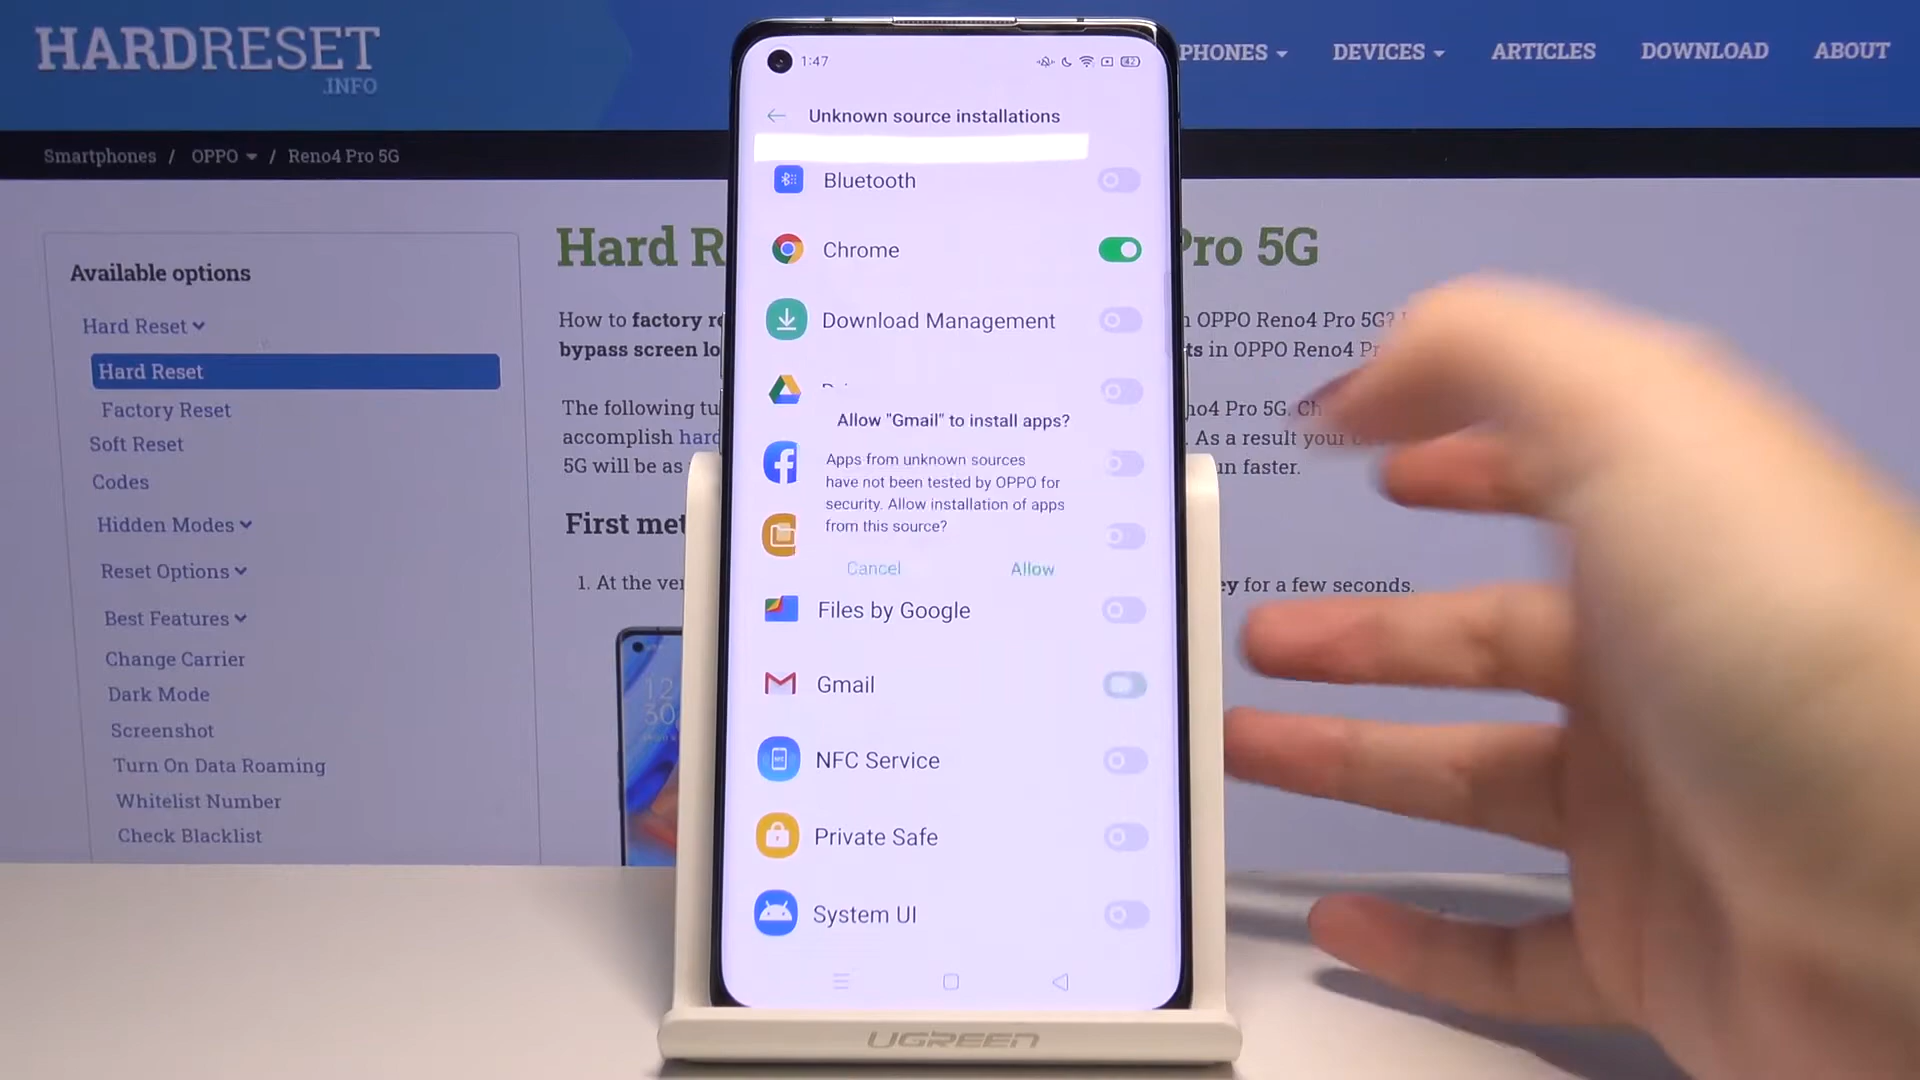 HARDRESET
.INFO
PHONES
DEVICES
ARTICLES
DOWNLOAD
ABOUT
Smartphones / OPPO / Reno4 Pro 5G
Available options
Hard Reset
Hard Reset
Factory Reset
Soft Reset
Codes
Hidden Modes
Reset Options
Best Features
Change Carrier
Dark Mode
Screenshot
Turn On Data Roaming
Whitelist Number
Check Blacklist
Hard R
Pro 5G
How to factory re
n OPPO Reno4 Pro 5G?
bypass screen lo
ts in OPPO Reno4 Pr
The following tu
no4 Pro 5G. Ch
accomplish hard
. As a result your
5G will be as
un faster.
First met
1. At the ver
ey for a few seconds.
12
30
1:47
42
Unknown source installations
Bluetooth
Chrome
Download Management
Allow "Gmail" to install apps?
Apps from unknown sources
have not been tested by OPPO for
security. Allow installation of apps
from this source?
Cancel
Allow
Files by Google
Gmail
NFC Service
Private Safe
System UI
UGREEN